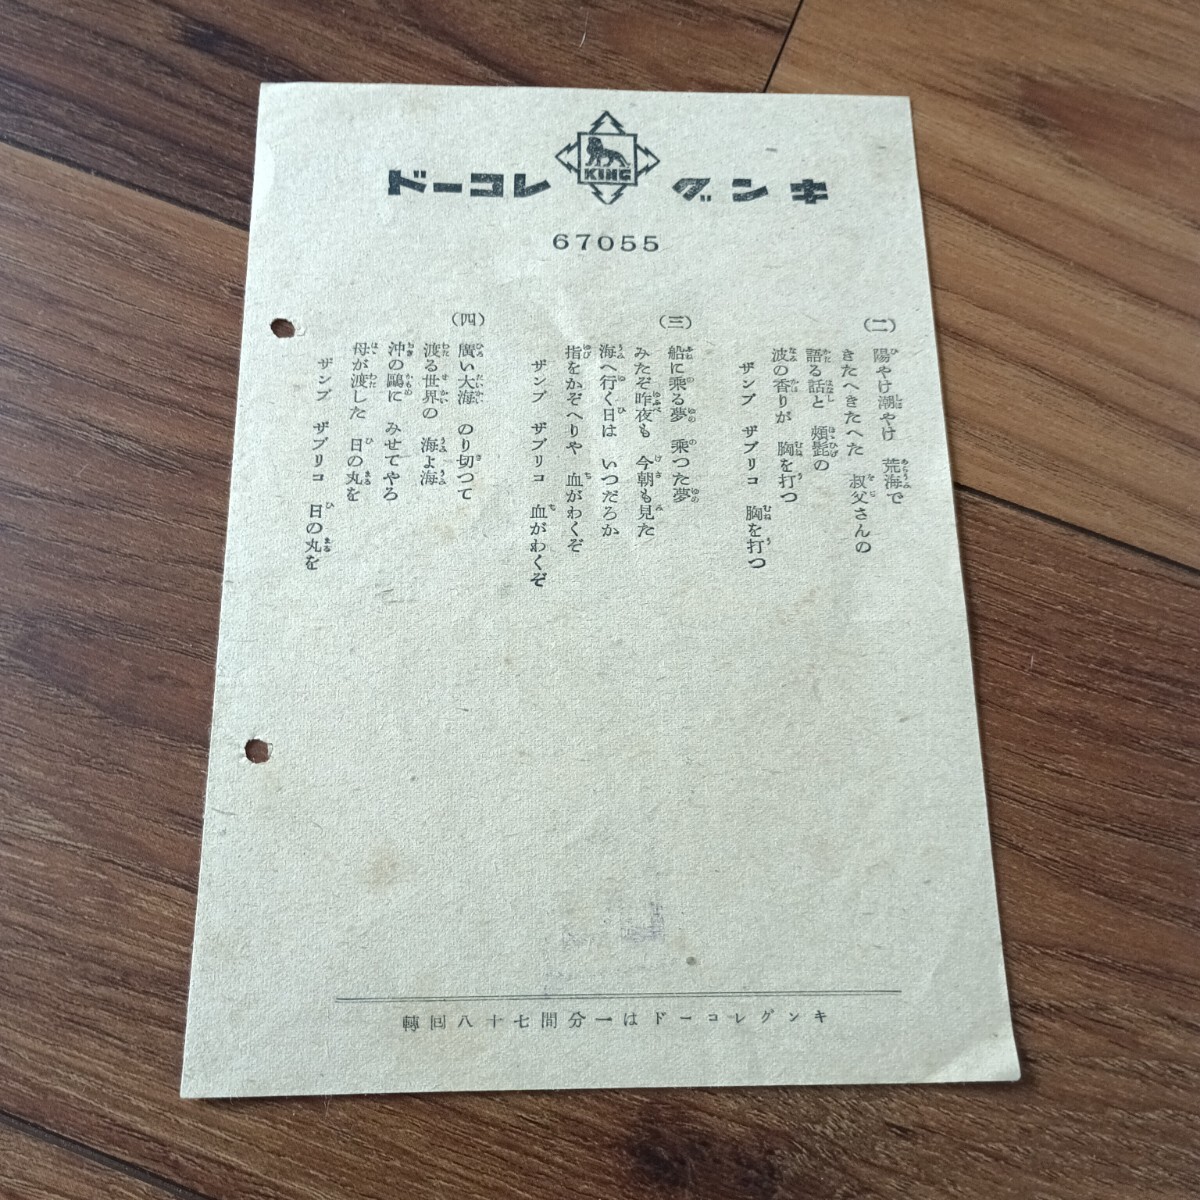 キングレコード
KING
67055
(二)
陽やけ潮やけ 荒海で
きたへきたへた 叔父さんの
語る話と 頰髭の
波の香りが 胸を打つ
ザンブ ザブリコ 胸を打つ
(三)
船に乗る夢 乗つた夢
みたぞ昨夜も 今朝も見た
海へ行く日は いつだろか
指をかぞへりや 血がわくぞ
ザンブ ザブリコ 血がわくぞ
(四)
廣い大海 のり切つて
渡る世界の 海よ海
沖の鷗に みせてやろ
母が渡した 日の丸を
ザンブ ザブリコ 日の丸を
キングレコードは一分間七十八回轉